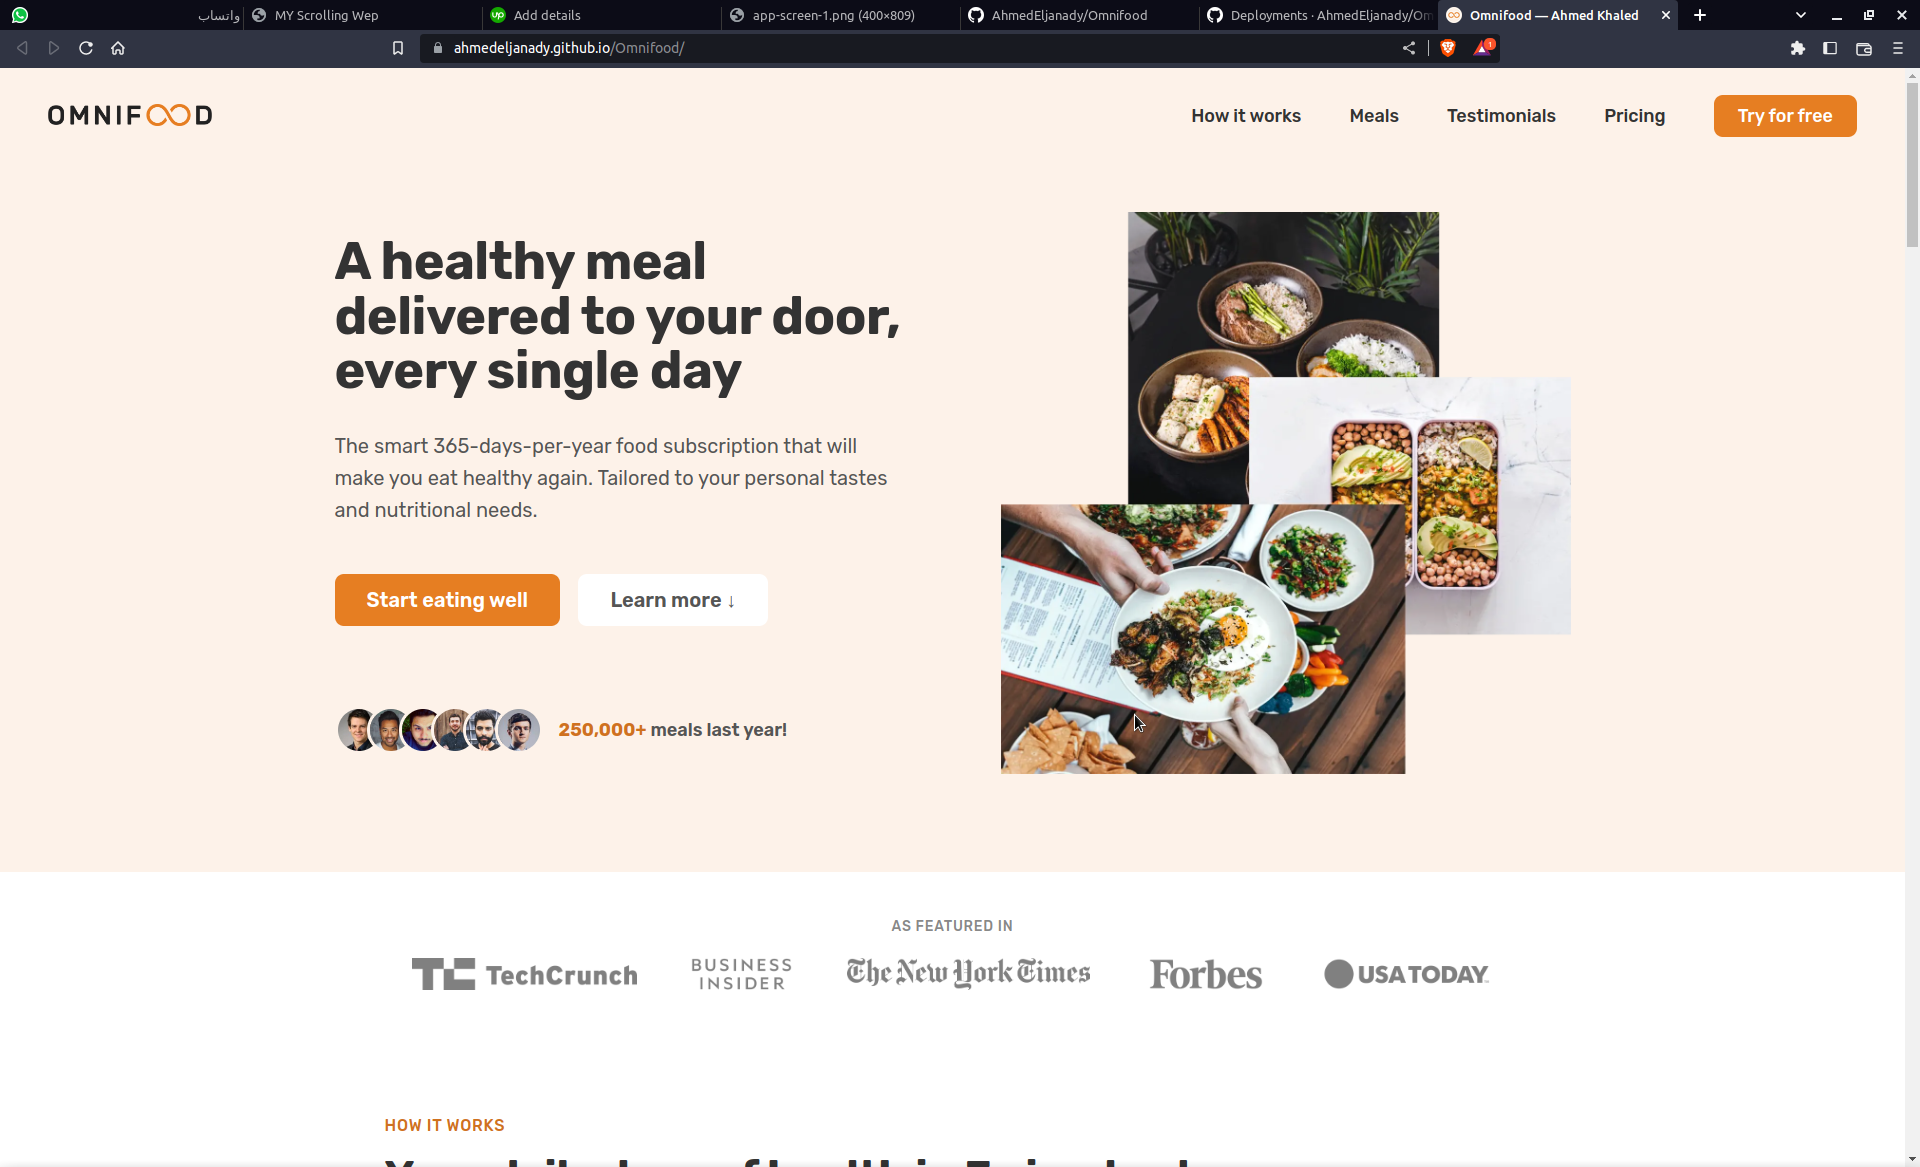 واتساب
MY Scrolling Wep
Add details
app-screen-1.png (400×809)
AhmedEljanady/Omnifood
Deployments · AhmedEljanady/Om
Omnifood — Ahmed Khaled
ahmedeljanady.github.io/Omnifood/
1
OMNIFOOD
How it works
Meals
Testimonials
Pricing
Try for free
A healthy meal
delivered to your door,
every single day
The smart 365-days-per-year food subscription that will
make you eat healthy again. Tailored to your personal tastes
and nutritional needs.
Start eating well
Learn more ↓
250,000+ meals last year!
AS FEATURED IN
TC TechCrunch
BUSINESS
INSIDER
The New York Times
Forbes
USA TODAY
HOW IT WORKS